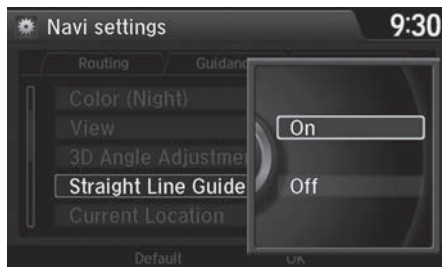 Navi settings
9:30
Routing
Guidanc
Color (Night)
View
3D Angle Adjustme
Straight Line Guide
Current Location
On
Off
Default
OK